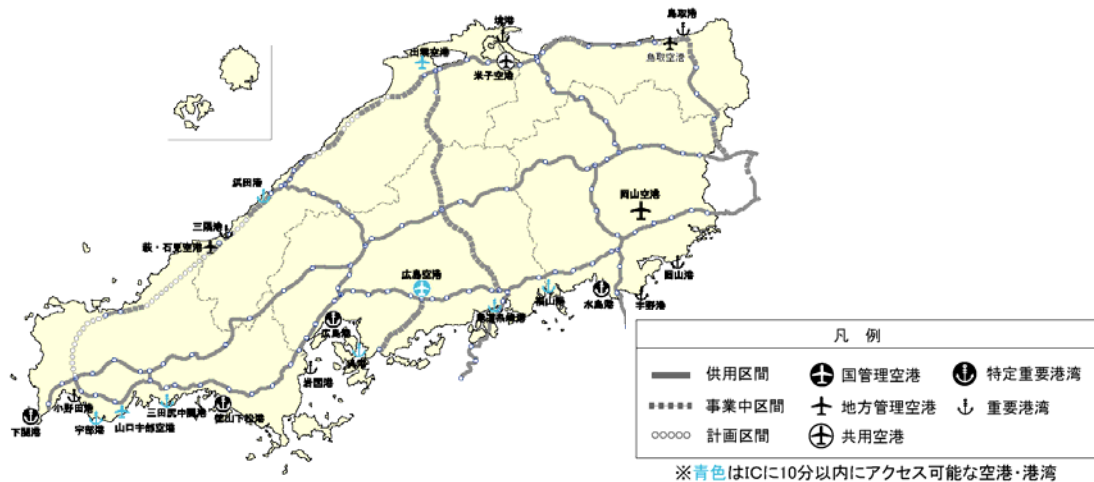 境港
鳥取港
出雲空港
米子空港
鳥取空港
浜田港
岡山空港
三隅港
萩・石見空港
広島空港
岡山港
福山港
水島港
宇野港
尾道糸崎港
広島港
呉港
岩国港
小野田港
三田尻中関港
徳山下松港
下関港
宇部港
山口宇部空港
凡 例
供用区間
国管理空港
特定重要港湾
事業中区間
地方管理空港
重要港湾
計画区間
共用空港
※青色はICに10分以内にアクセス可能な空港・港湾